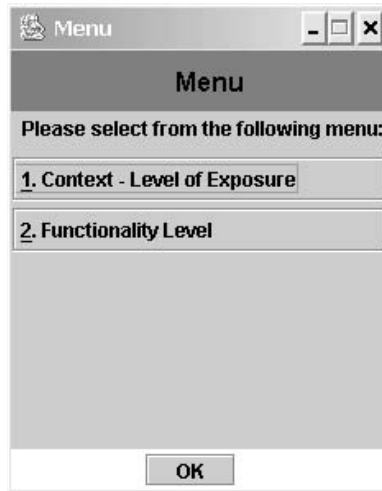 Menu
Menu
Please select from the following menu:
1. Context - Level of Exposure
2. Functionality Level
OK